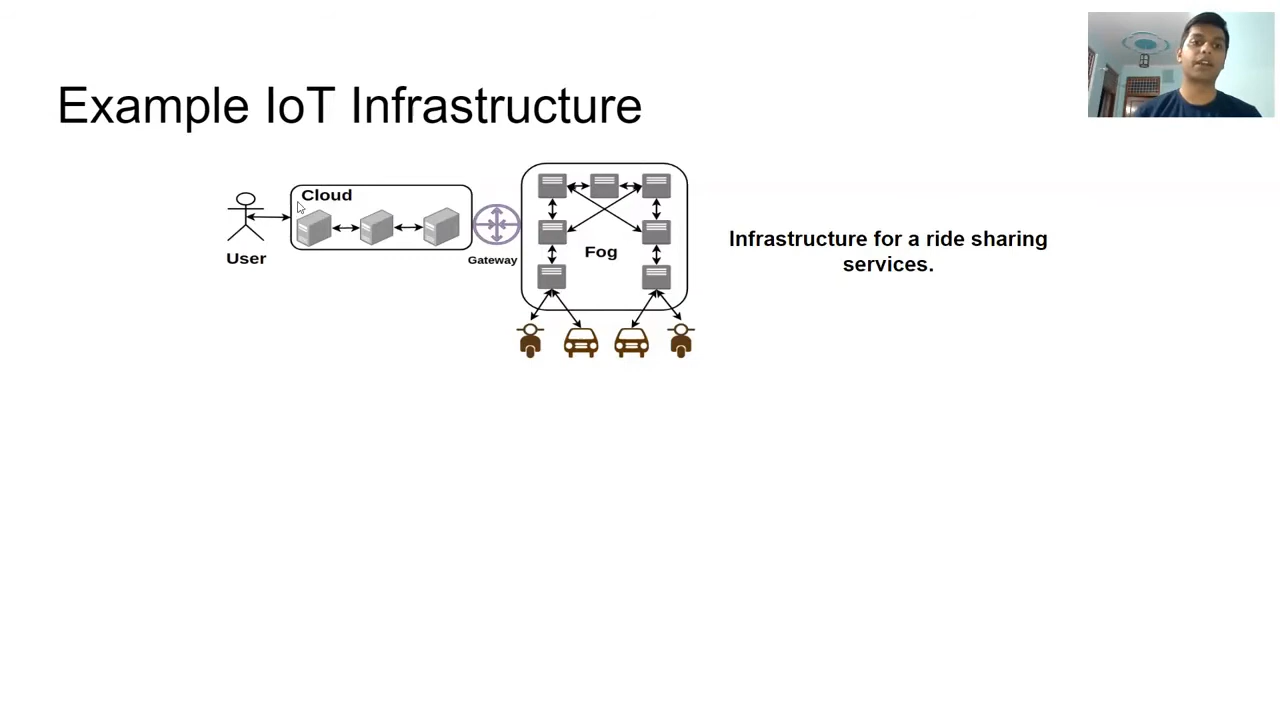 Example IoT Infrastructure
Cloud
User
Gateway
Fog
Infrastructure for a ride sharing
services.